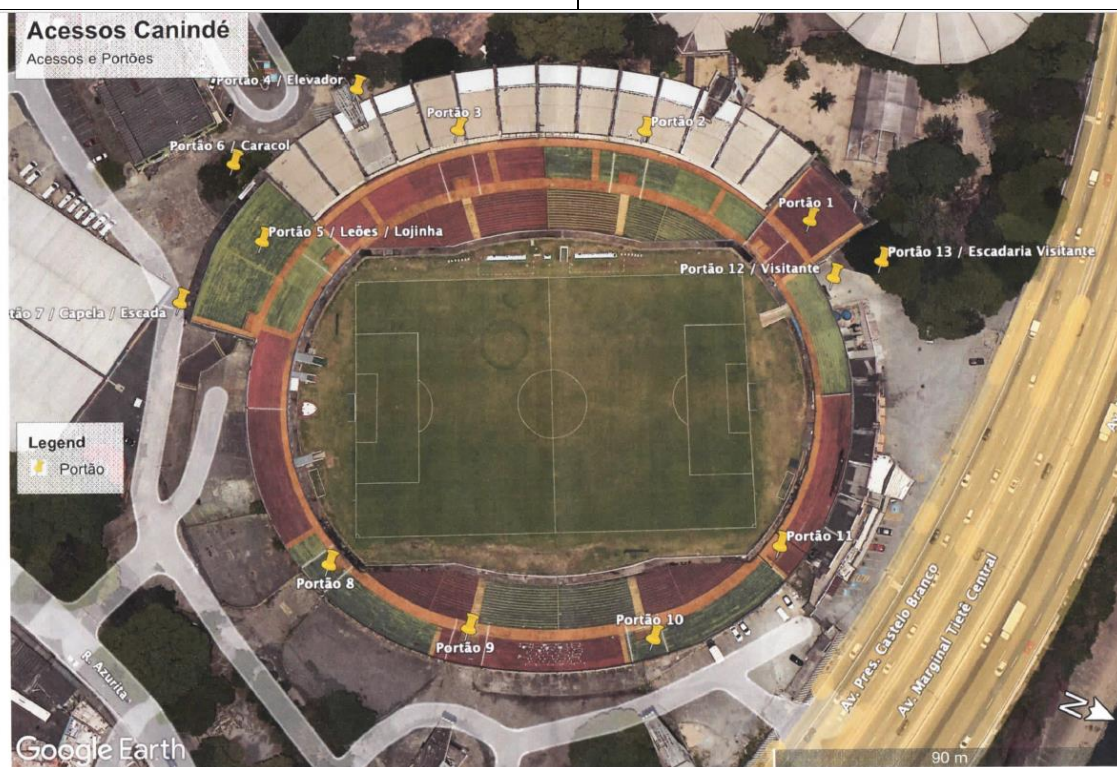 Acessos Canindé
Acessos e Portões
Portão 4 / Elevador
Portão 3
Portão 2
Portão 6 / Caracol
Portão 1
Portão 5 / Leões / Lojinha
Portão 13 / Escadaria Visitante
Portão 12 / Visitante
tão 7 / Capela / Escada
Legend
Portão
Portão 11
Portão 8
Portão 10
Portão 9
Av. Pres. Castelo Branco
Av. Marginal Tietê Central
Av
R. Azurita
N
Google Earth
90 m